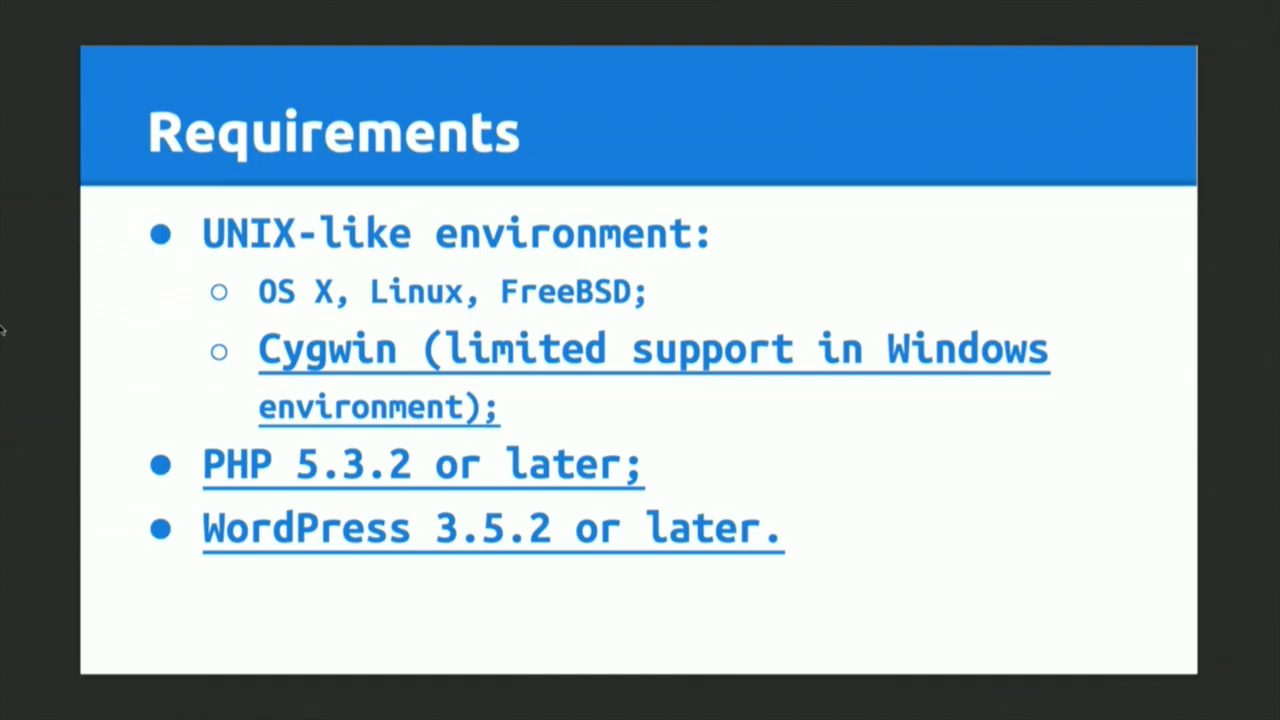 Requirements
UNIX-like environment:
OS X, Linux, FreeBSD;
Cygwin (limited support in Windows
environment);
PHP 5.3.2 or later;
WordPress 3.5.2 or later.